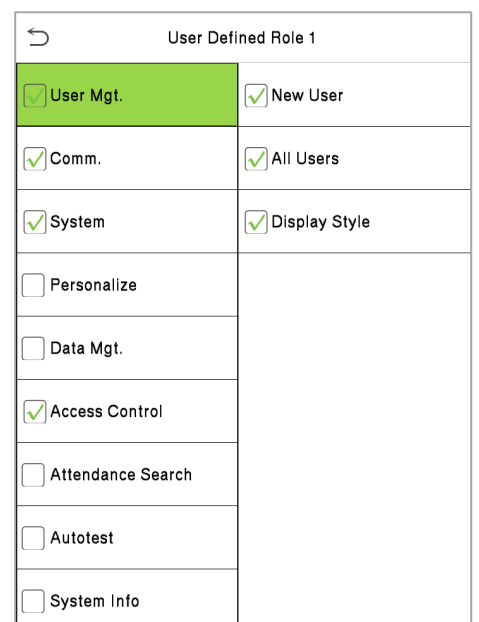 User Defined Role 1
User Mgt.
New User
Comm.
All Users
System
Display Style
Personalize
Data Mgt.
Access Control
Attendance Search
Autotest
System Info